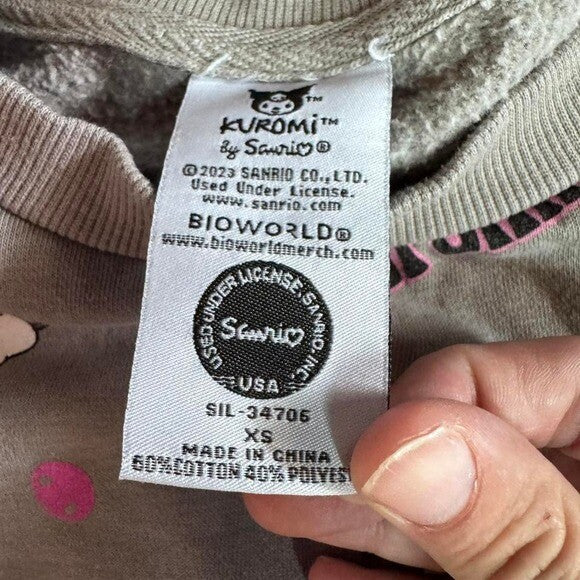 ™
KUROMi™
By Sanrio®
©2023 SANRIO CO., LTD.
Used Under License.
www.sanrio.com
BIOWORLD®
www.bioworldmerch.com
USED UNDER LICENSE, SANRIO, INC.
Sanrio
USA
SIL-34706
XS
MADE IN CHINA
60%COTTON 40% POLYES